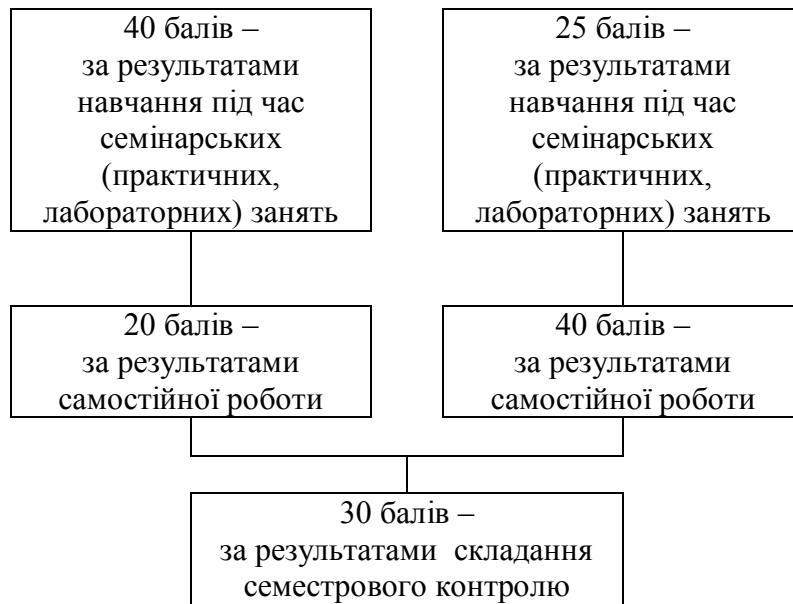 40 балів –
за результатами
навчання під час
семінарських
(практичних,
лабораторних) занять
25 балів –
за результатами
навчання під час
семінарських
(практичних,
лабораторних) занять
20 балів –
за результатами
самостійної роботи
40 балів –
за результатами
самостійної роботи
30 балів –
за результатами складання
семестрового контролю